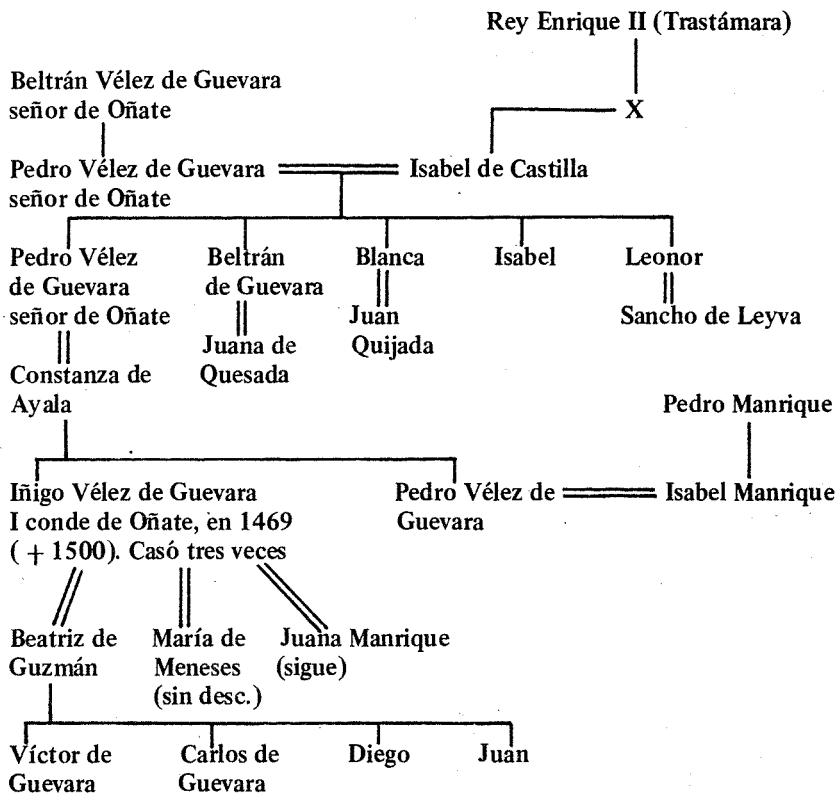 Rey Enrique II (Trastámara)
Beltrán Vélez de Guevara
señor de Oñate
X
Pedro Vélez de Guevara
señor de Oñate
Isabel de Castilla
Pedro Vélez
de Guevara
señor de Oñate
Constanza de
Ayala
Beltrán
de Guevara
Juana de
Quesada
Blanca
Juan
Quijada
Isabel
Leonor
Sancho de Leyva
Pedro Manrique
Iñigo Vélez de Guevara
I conde de Oñate, en 1469
( + 1500). Casó tres veces
Pedro Vélez de
Guevara
Isabel Manrique
Beatriz de
Guzmán
María de
Meneses
(sin desc.)
Juana Manrique
(sigue)
Víctor de
Guevara
Carlos de
Guevara
Diego
Juan